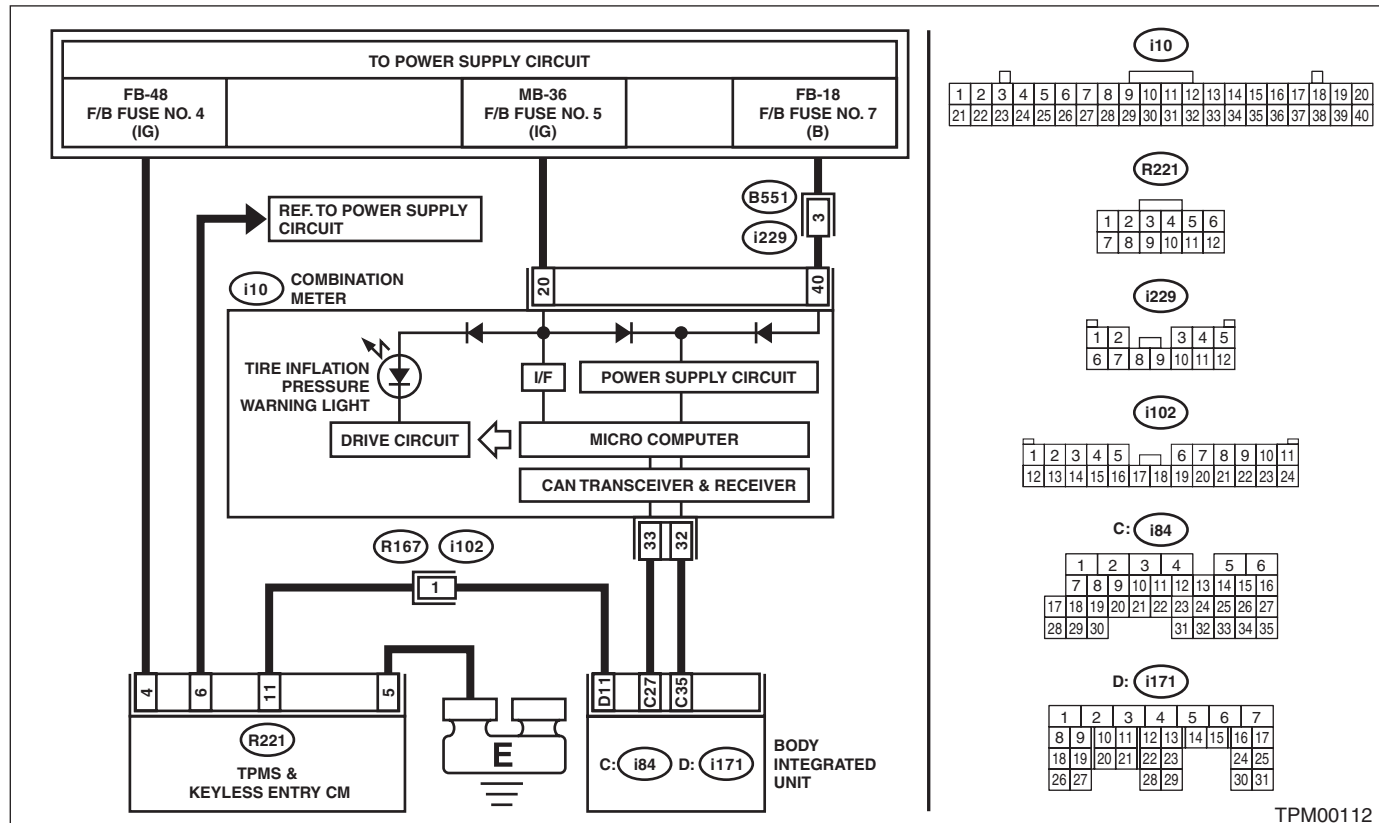 TO POWER SUPPLY CIRCUIT
FB-48
F/B FUSE NO. 4
(IG)
MB-36
F/B FUSE NO. 5
(IG)
FB-18
F/B FUSE NO. 7
(B)
REF. TO POWER SUPPLY
CIRCUIT
B551
3
i229
i10 COMBINATION
METER
20
40
TIRE INFLATION
PRESSURE
WARNING LIGHT
I/F
POWER SUPPLY CIRCUIT
DRIVE CIRCUIT
MICRO COMPUTER
CAN TRANSCEIVER & RECEIVER
33 32
R167 i102
1
4 6 11 5
R221
TPMS &
KEYLESS ENTRY CM
E
D11 C27 C35
C: i84 D: i171
BODY
INTEGRATED
UNIT
i10
1 2 3 4 5 6 7 8 9 10 11 12 13 14 15 16 17 18 19 20
21 22 23 24 25 26 27 28 29 30 31 32 33 34 35 36 37 38 39 40
R221
1 2 3 4 5 6
7 8 9 10 11 12
i229
1 2 3 4 5
6 7 8 9 10 11 12
i102
1 2 3 4 5 6 7 8 9 10 11
12 13 14 15 16 17 18 19 20 21 22 23 24
C: i84
1 2 3 4 5 6
7 8 9 10 11 12 13 14 15 16
17 18 19 20 21 22 23 24 25 26 27
28 29 30 31 32 33 34 35
D: i171
1 2 3 4 5 6 7
8 9 10 11 12 13 14 15 16 17
18 19 20 21 22 23 24 25
26 27 28 29 30 31
TPM00112